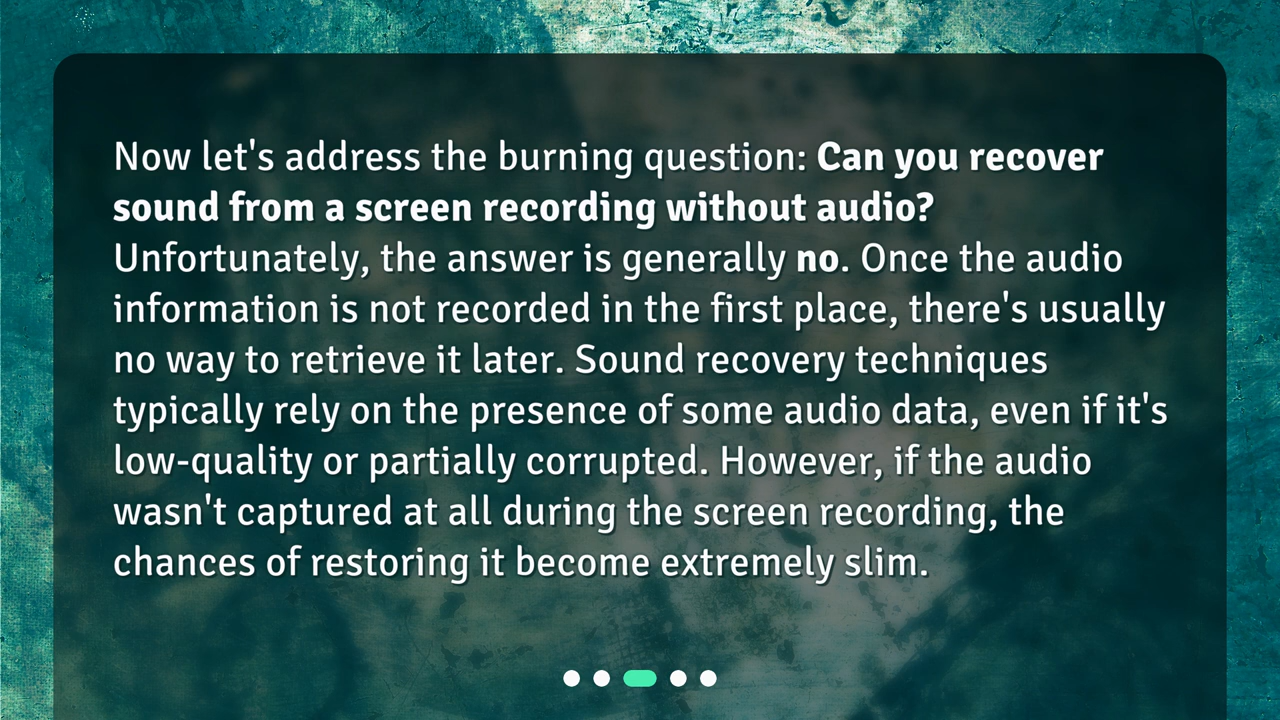 Now let's address the burning question: Can you recover
sound from a screen recording without audio?
Unfortunately, the answer is generally no. Once the audio
information is not recorded in the first place, there's usually
no way to retrieve it later. Sound recovery techniques
typically rely on the presence of some audio data, even if it's
low-quality or partially corrupted. However, if the audio
wasn't captured at all during the screen recording, the
chances of restoring it become extremely slim.